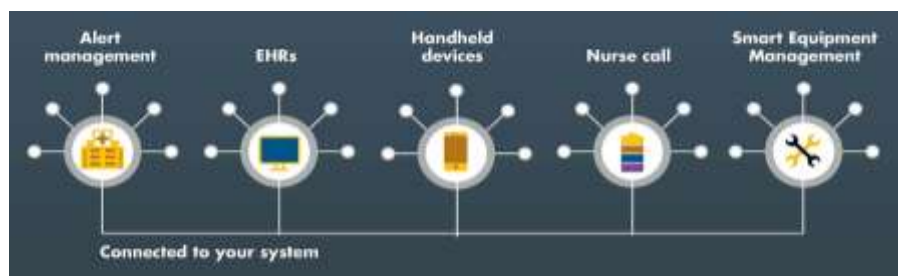 Alert
management
EHRs
Handheld
devices
Nurse call
Smart Equipment
Management
Connected to your system